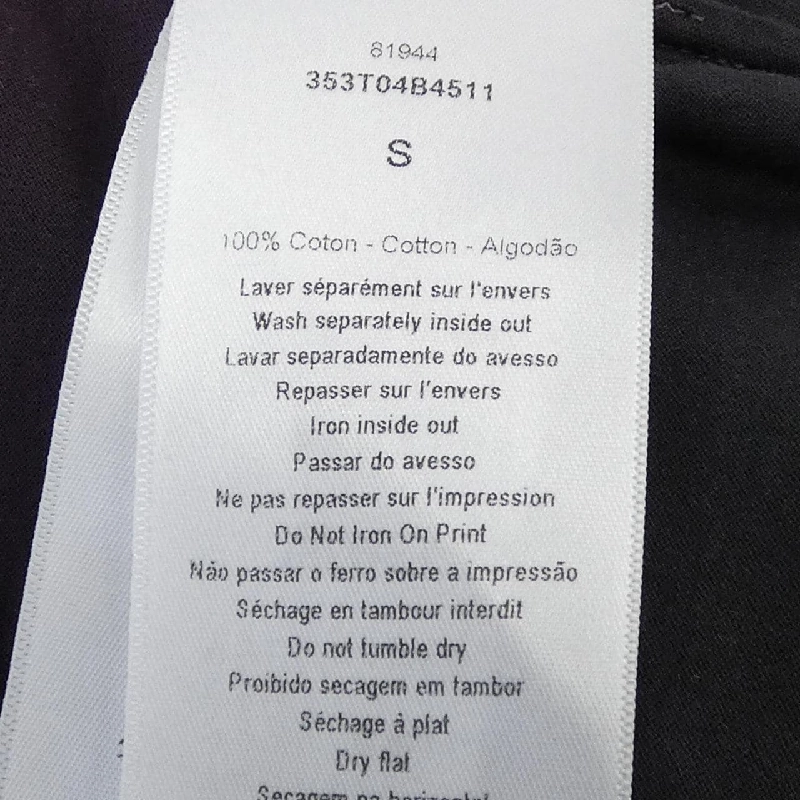 81944
353T04B4511
S
100% Coton - Cotton - Algodão
Laver séparément sur l'envers
Wash separately inside out
Lavar separadamente do avesso
Repasser sur l'envers
Iron inside out
Passar do avesso
Ne pas repasser sur l'impression
Do Not Iron On Print
Não passar o ferro sobre a impressão
Séchage en tambour interdit
Do not tumble dry
Proibido secagem em tambor
Séchage à plat
Dry flat
Secagem na horizontal